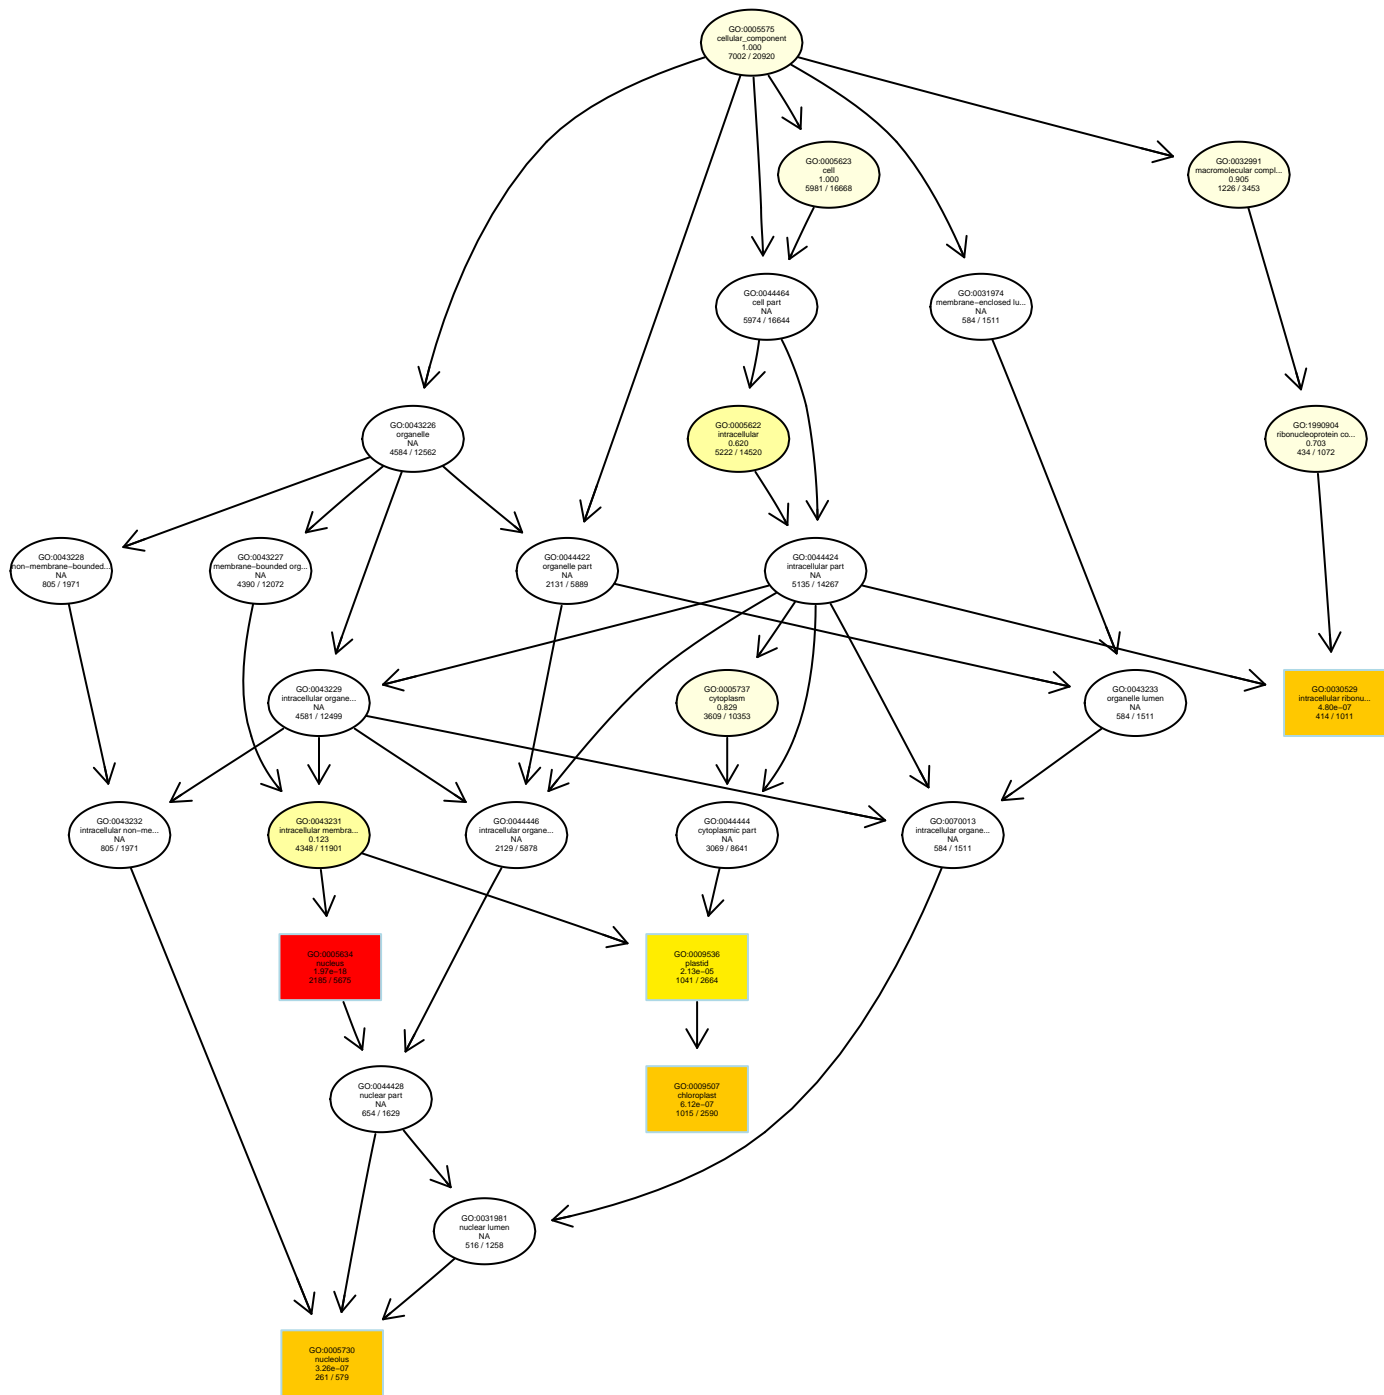 GO:0005575
cellular_component
1.000
7002 / 20920
GO:0005623
cell
1.000
5981 / 16668
GO:0032991
macromolecular compl...
0.905
1226 / 3453
GO:0044464
cell part
NA
5974 / 16644
GO:0031974
membrane−enclosed lu...
NA
584 / 1511
GO:0043226
organelle
NA
4584 / 12562
GO:0005622
intracellular
0.620
5222 / 14520
GO:1990904
ribonucleoprotein co...
0.703
434 / 1072
GO:0043228
non−membrane−bounded...
NA
805 / 1971
GO:0043227
membrane−bounded org...
NA
4390 / 12072
GO:0044422
organelle part
NA
2131 / 5889
GO:0044424
intracellular part
NA
5135 / 14267
GO:0043229
intracellular organe...
NA
4581 / 12499
GO:0005737
cytoplasm
0.829
3609 / 10353
GO:0043233
organelle lumen
NA
584 / 1511
GO:0030529
intracellular ribonu...
4.80e−07
414 / 1011
GO:0043232
intracellular non−me...
NA
805 / 1971
GO:0043231
intracellular membra...
0.123
4348 / 11901
GO:0044446
intracellular organe...
NA
2129 / 5878
GO:0044444
cytoplasmic part
NA
3069 / 8641
GO:0070013
intracellular organe...
NA
584 / 1511
GO:0005634
nucleus
1.97e−18
2185 / 5675
GO:0009536
plastid
2.13e−05
1041 / 2664
GO:0044428
nuclear part
NA
654 / 1629
GO:0009507
chloroplast
6.12e−07
1015 / 2590
GO:0031981
nuclear lumen
NA
516 / 1258
GO:0005730
nucleolus
3.26e−07
261 / 579